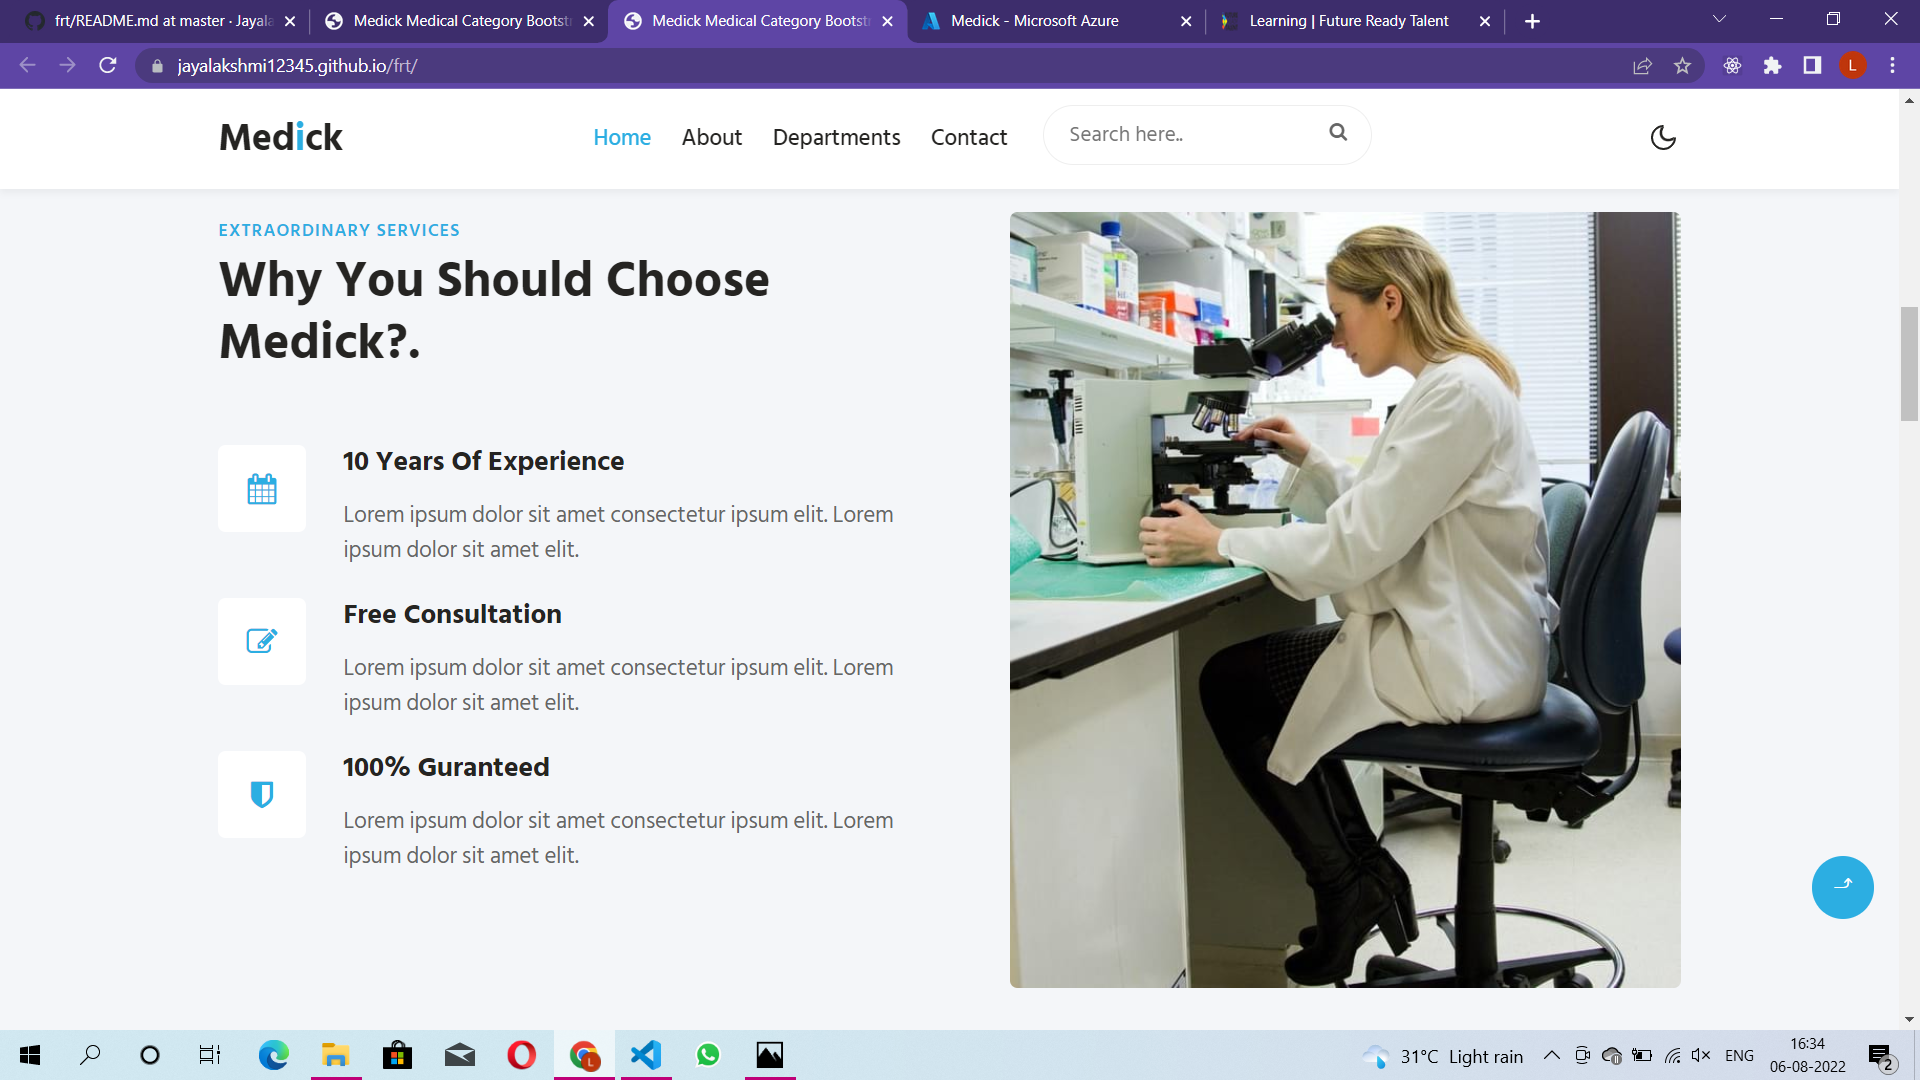 frt/README.md at master · Jayala
Medick Medical Category Bootst
Medick Medical Category Bootst
Medick - Microsoft Azure
Learning | Future Ready Talent
jayalakshmi12345.github.io/frt/
L
Medick
Home
About
Departments
Contact
Search here..
EXTRAORDINARY SERVICES
Why You Should Choose
Medick?.
10 Years Of Experience
Lorem ipsum dolor sit amet consectetur ipsum elit. Lorem
ipsum dolor sit amet elit.
Free Consultation
Lorem ipsum dolor sit amet consectetur ipsum elit. Lorem
ipsum dolor sit amet elit.
100% Guranteed
Lorem ipsum dolor sit amet consectetur ipsum elit. Lorem
ipsum dolor sit amet elit.
L
31°C Light rain
ENG
16:34
06-08-2022
2